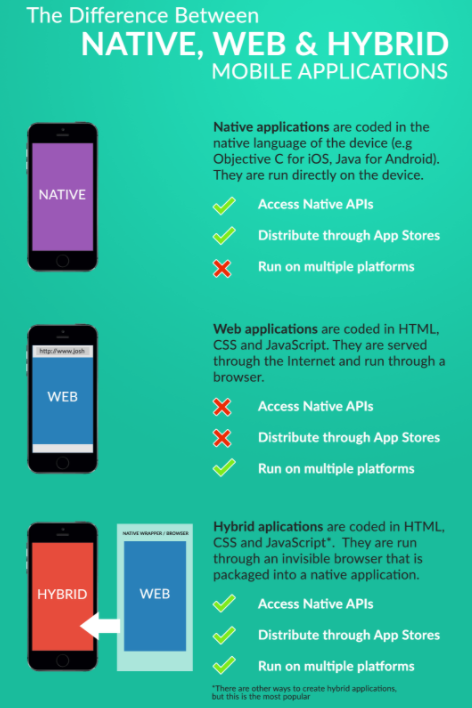 The Difference Between
NATIVE, WEB & HYBRID
MOBILE APPLICATIONS
NATIVE
Native applications are coded in the
native language of the device (e.g
Objective C for iOS, Java for Android).
They are run directly on the device.
Access Native APIs
Distribute through App Stores
Run on multiple platforms
http://www.josh
WEB
Web applications are coded in HTML,
CSS and JavaScript. They are served
through the Internet and run through a
browser.
Access Native APIs
Distribute through App Stores
Run on multiple platforms
HYBRID
NATIVE WRAPPER / BROWSER
WEB
Hybrid aplications are coded in HTML,
CSS and JavaScript*. They are run
through an invisible browser that is
packaged into a native application.
Access Native APIs
Distribute through App Stores
Run on multiple platforms
*There are other ways to create hybrid applications,
but this is the most popular